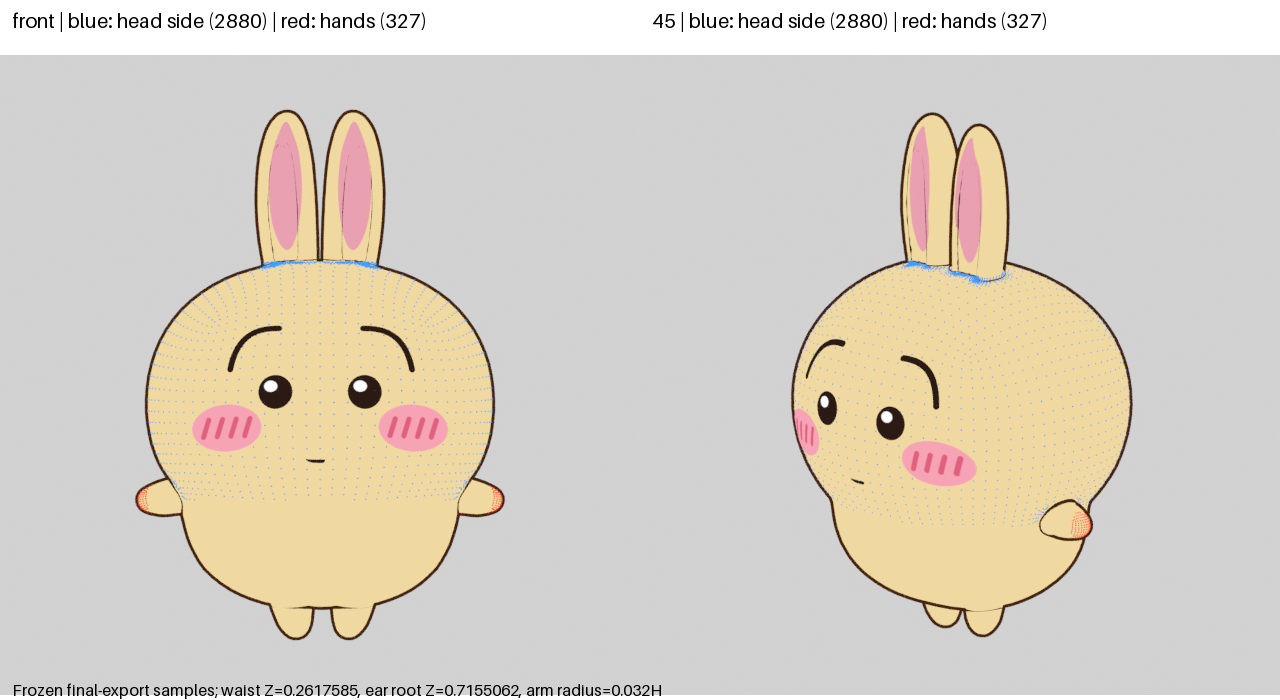 front | blue: head side (2880) | red: hands (327)
45 | blue: head side (2880) | red: hands (327)
Frozen final-export samples; waist Z=0.2617585, ear root Z=0.7155062, arm radius=0.032H